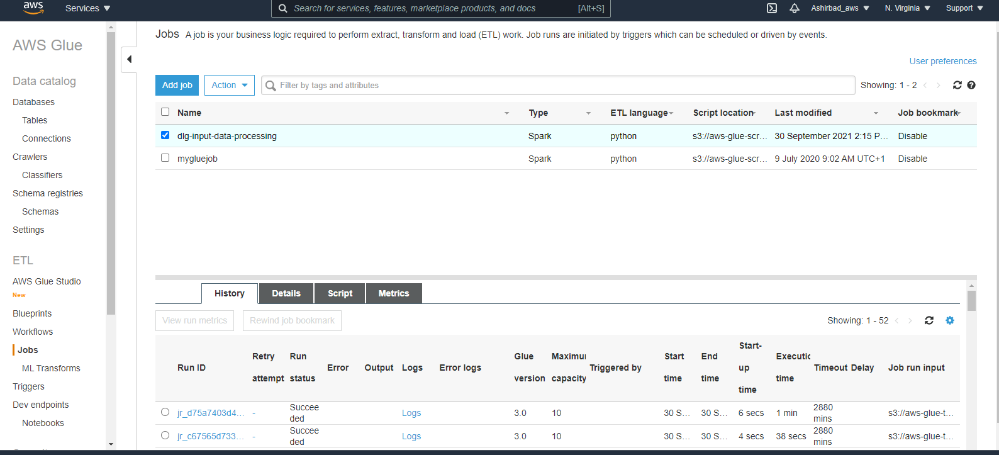 aws Services Search for services, features, marketplace products, and docs [Alt+S] Ashirbad_aws N. Virginia Support
AWS Glue
Data catalog
Databases
Tables
Connections
Crawlers
Classifiers
Schema registries
Schemas
Settings
ETL
AWS Glue Studio
New
Blueprints
Workflows
Jobs
ML Transforms
Triggers
Dev endpoints
Notebooks
Jobs A job is your business logic required to perform extract, transform and load (ETL) work. Job runs are initiated by triggers which can be scheduled or driven by events.
User preferences
Add job Action Filter by tags and attributes Showing: 1 - 2
Name Type ETL language Script location Last modified Job bookmark
dlg-input-data-processing Spark python s3://aws-glue-scr... 30 September 2021 2:15 P... Disable
mygluejob Spark python s3://aws-glue-scr... 9 July 2020 9:02 AM UTC+1 Disable
History Details Script Metrics
View run metrics Rewind job bookmark Showing: 1 - 52
Run ID Retry attempt Run status Error Output Logs Error logs Glue version Maximu capacity Triggered by Start time End time Start-up time Executio time Timeout Delay Job run input
jr_d75a7403d4... - Succeeded Logs 3.0 10 30 S... 30 S... 6 secs 1 min 2880 mins s3://aws-glue-t...
jr_c67565d733... - Succeeded Logs 3.0 10 30 S... 30 S... 4 secs 38 secs 2880 mins s3://aws-glue-t...